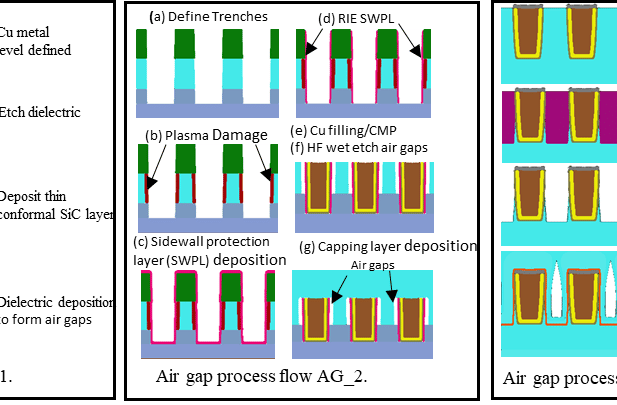 Cu metal
level defined
Etch dielectric
Deposit thin
conformal SiC layer
Dielectric deposition
to form air gaps
1.
(a) Define Trenches
(b) Plasma Damage
(c) Sidewall protection
layer (SWPL) deposition
(d) RIE SWPL
(e) Cu filling/CMP
(f) HF wet etch air gaps
(g) Capping layer deposition
Air gaps
Air gap process flow AG_2.
Air gap process